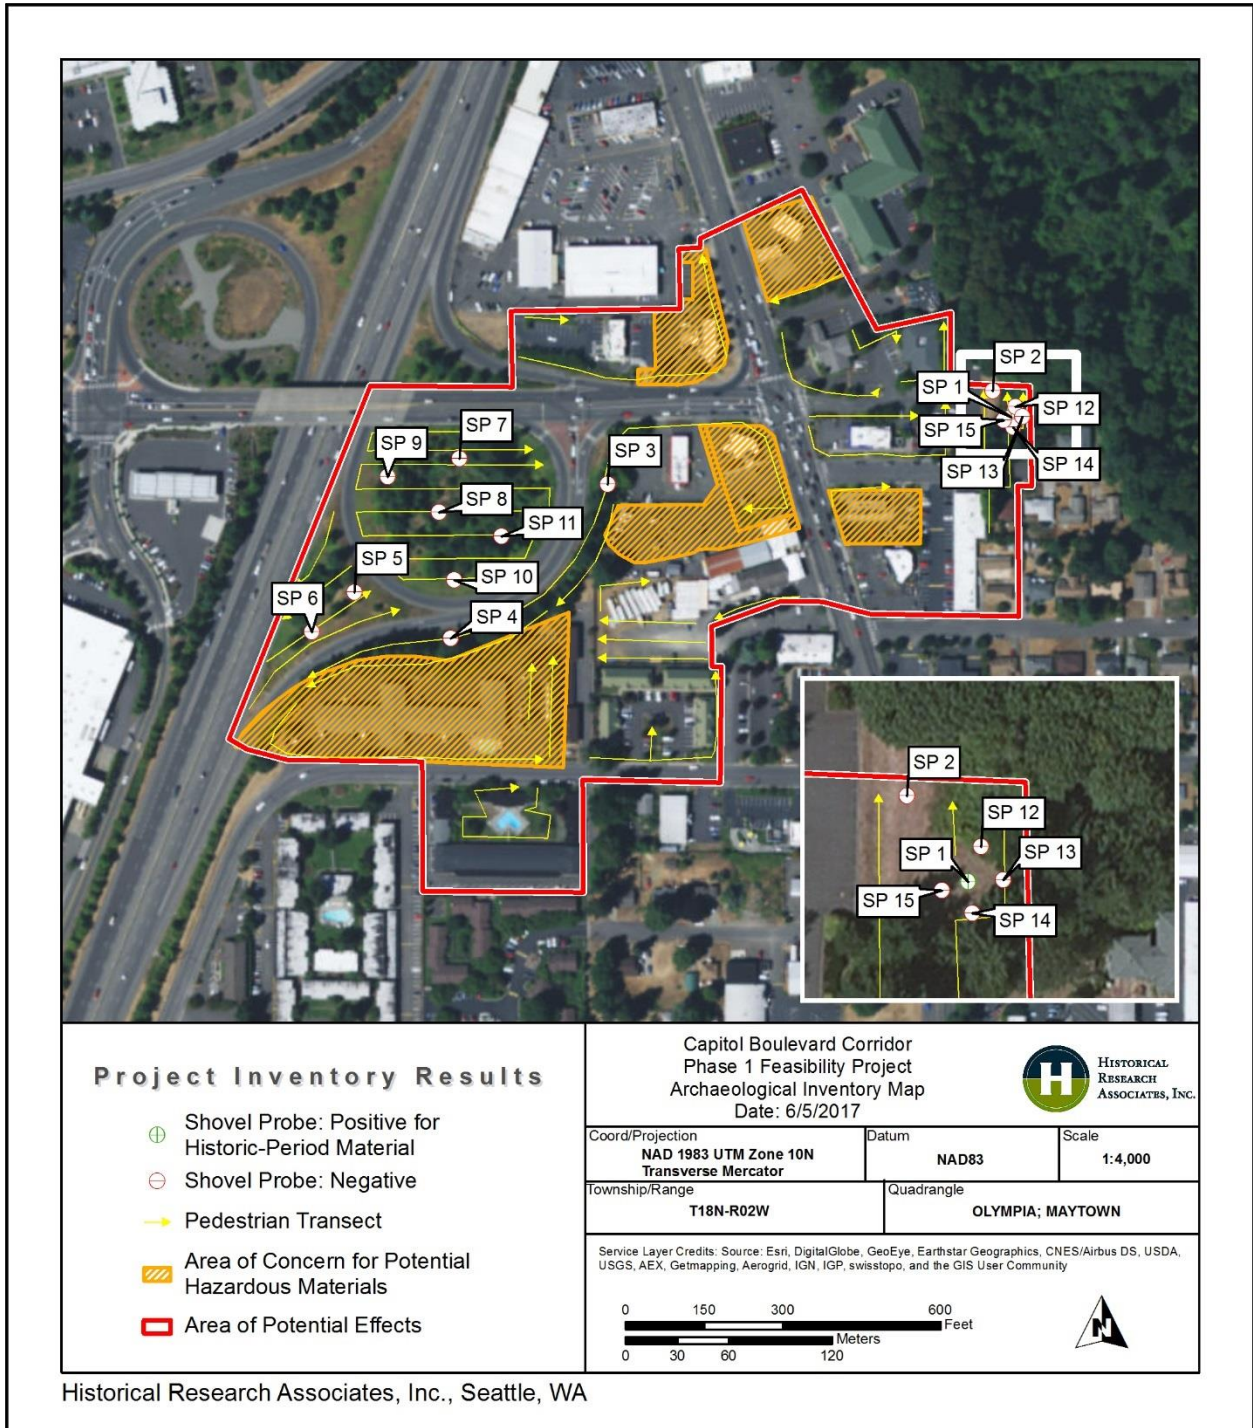 SP 2
SP 1
SP 12
SP 15
SP 13
SP 14
SP 7
SP 9
SP 3
SP 8
SP 11
SP 5
SP 10
SP 6
SP 4
SP 2
SP 12
SP 1
SP 13
SP 15
SP 14
Project Inventory Results
Shovel Probe: Positive for
Historic-Period Material
Shovel Probe: Negative
Pedestrian Transect
Area of Concern for Potential
Hazardous Materials
Area of Potential Effects
Capitol Boulevard Corridor
Phase 1 Feasibility Project
Archaeological Inventory Map
Date: 6/5/2017
H
HISTORICAL
RESEARCH
ASSOCIATES, INC.
Coord/Projection
NAD 1983 UTM Zone 10N
Transverse Mercator
Datum
NAD83
Scale
1:4,000
Township/Range
T18N-R02W
Quadrangle
OLYMPIA; MAYTOWN
Service Layer Credits: Source: Esri, DigitalGlobe, GeoEye, Earthstar Geographics, CNES/Airbus DS, USDA,
USGS, AEX, Getmapping, Aerogrid, IGN, IGP, swisstopo, and the GIS User Community
0 150 300 600
Feet
Meters
0 30 60 120
N
Historical Research Associates, Inc., Seattle, WA